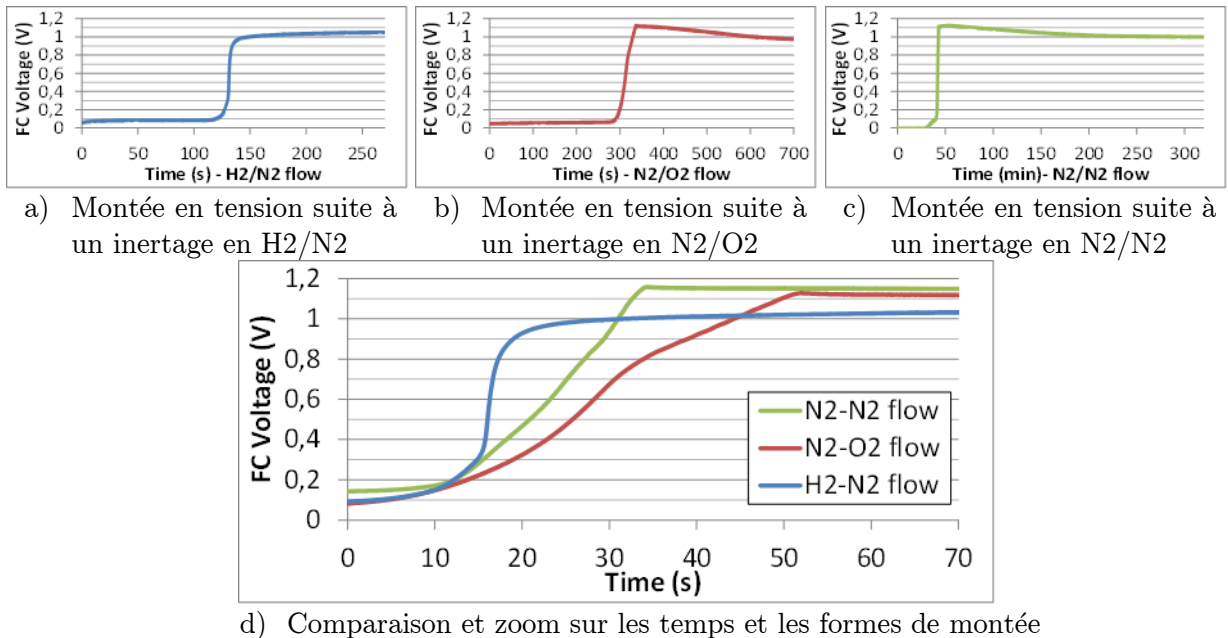 1,2
1
0,8
0,6
0,4
0,2
0
FC Voltage (V)
0 50 100 150 200 250
Time (s) - H2/N2 flow
1,2
1
0,8
0,6
0,4
0,2
0
FC Voltage (V)
0 100 200 300 400 500 600 700
Time (s) - N2/O2 flow
1,2
1
0,8
0,6
0,4
0,2
0
FC Voltage (V)
0 50 100 150 200 250 300
Time (min)- N2/N2 flow
a) Montée en tension suite à
un inertage en H2/N2
b) Montée en tension suite à
un inertage en N2/O2
c) Montée en tension suite à
un inertage en N2/N2
1,2
1
0,8
0,6
0,4
0,2
0
FC Voltage (V)
N2-N2 flow
N2-O2 flow
H2-N2 flow
0 10 20 30 40 50 60 70
Time (s)
d) Comparaison et zoom sur les temps et les formes de montée